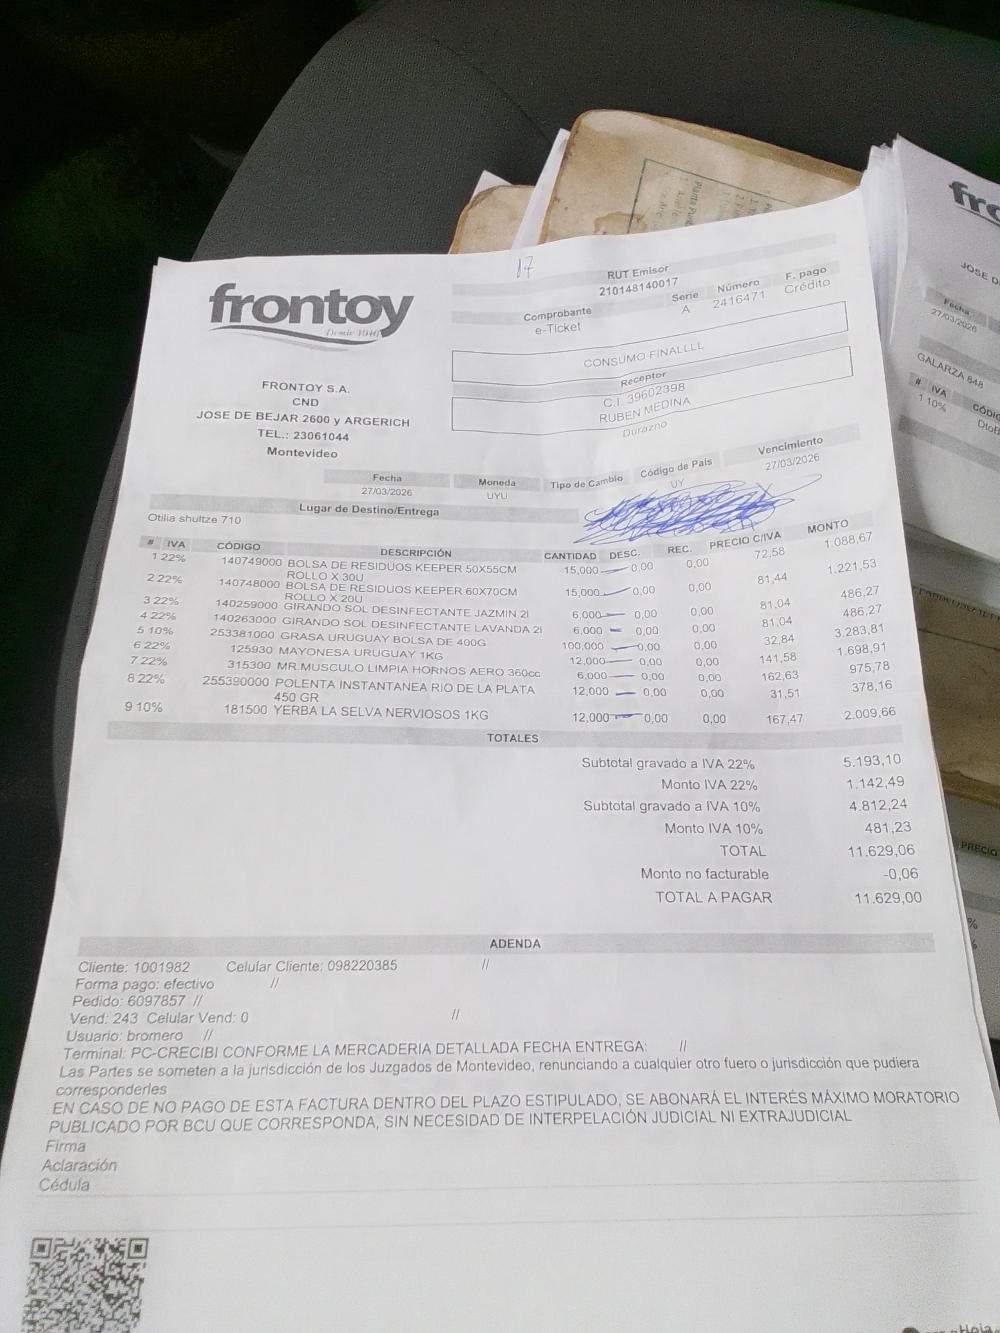 17
frontoy
Desde 1946
RUT Emisor
210148140017
Comprobante Serie Número F. pago
e-Ticket A 2416471 Crédito
CONSUMO FINALLLL
Receptor
C.I. 39602398
RUBEN MEDINA
Durazno
FRONTOY S.A.
CND
JOSE DE BEJAR 2600 y ARGERICH
TEL.: 23061044
Montevideo
Fecha Moneda Tipo de Cambio Código de País Vencimiento
27/03/2026 UYU UY 27/03/2026
Lugar de Destino/Entrega
Otilia shultze 710
# IVA CÓDIGO DESCRIPCIÓN CANTIDAD DESC. REC. PRECIO C/IVA MONTO
1 22% 140749000 BOLSA DE RESIDUOS KEEPER 50X55CM ROLLO X 30U 15,000 0,00 0,00 72,58 1.088,67
2 22% 140748000 BOLSA DE RESIDUOS KEEPER 60X70CM ROLLO X 20U 15,000 0,00 0,00 81,44 1.221,53
3 22% 140259000 GIRANDO SOL DESINFECTANTE JAZMIN 2l 6,000 0,00 0,00 81,04 486,27
4 22% 140263000 GIRANDO SOL DESINFECTANTE LAVANDA 2l 6,000 0,00 0,00 81,04 486,27
5 10% 253381000 GRASA URUGUAY BOLSA DE 400G 100,000 0,00 0,00 32,84 3.283,81
6 22% 125930 MAYONESA URUGUAY 1KG 12,000 0,00 0,00 141,58 1.698,91
7 22% 315300 MR.MUSCULO LIMPIA HORNOS AERO 360cc 6,000 0,00 0,00 162,63 975,78
8 22% 255390000 POLENTA INSTANTANEA RIO DE LA PLATA 450 GR 12,000 0,00 0,00 31,51 378,16
9 10% 181500 YERBA LA SELVA NERVIOSOS 1KG 12,000 0,00 0,00 167,47 2.009,66
TOTALES
Subtotal gravado a IVA 22% 5.193,10
Monto IVA 22% 1.142,49
Subtotal gravado a IVA 10% 4.812,24
Monto IVA 10% 481,23
TOTAL 11.629,06
Monto no facturable -0,06
TOTAL A PAGAR 11.629,00
ADENDA
Cliente: 1001982 Celular Cliente: 098220385 //
Forma pago: efectivo //
Pedido: 6097857 //
Vend: 243 Celular Vend: 0 //
Usuario: bromero //
Terminal: PC-CRECIBI CONFORME LA MERCADERIA DETALLADA FECHA ENTREGA: //
Las Partes se someten a la jurisdicción de los Juzgados de Montevideo, renunciando a cualquier otro fuero o jurisdicción que pudiera
corresponderles
EN CASO DE NO PAGO DE ESTA FACTURA DENTRO DEL PLAZO ESTIPULADO, SE ABONARÁ EL INTERÉS MÁXIMO MORATORIO
PUBLICADO POR BCU QUE CORRESPONDA, SIN NECESIDAD DE INTERPELACIÓN JUDICIAL NI EXTRAJUDICIAL
Firma
Aclaración
Cédula
JOSE D
Fecha
27/03/2026
GALARZA 848
# IVA
1 10%
PRECIO